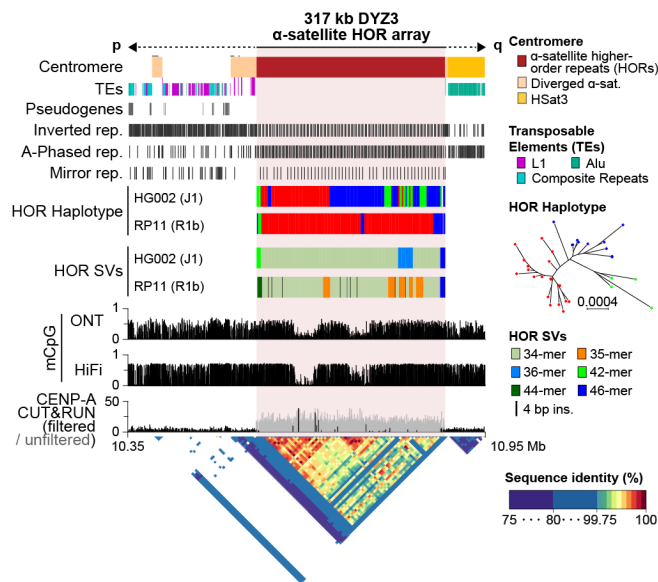 317 kb DYZ3
α-satellite HOR array
p
q
Centromere
TEs
Pseudogenes
Inverted rep.
A-Phased rep.
Mirror rep.
HOR Haplotype
HG002 (J1)
RP11 (R1b)
HOR SVs
HG002 (J1)
RP11 (R1b)
mCpG
ONT
1
0
HiFi
1
0
CENP-A
CUT&RUN
(filtered
/ unfiltered)
50
0
10.35
10.95 Mb
Centromere
α-satellite higher-
order repeats (HORs)
Diverged α-sat.
HSat3
Transposable
Elements (TEs)
L1
Alu
Composite Repeats
HOR Haplotype
0.0004
HOR SVs
34-mer
35-mer
36-mer
42-mer
44-mer
46-mer
4 bp ins.
Sequence identity (%)
75 ···· 80 ···· 99.75 100